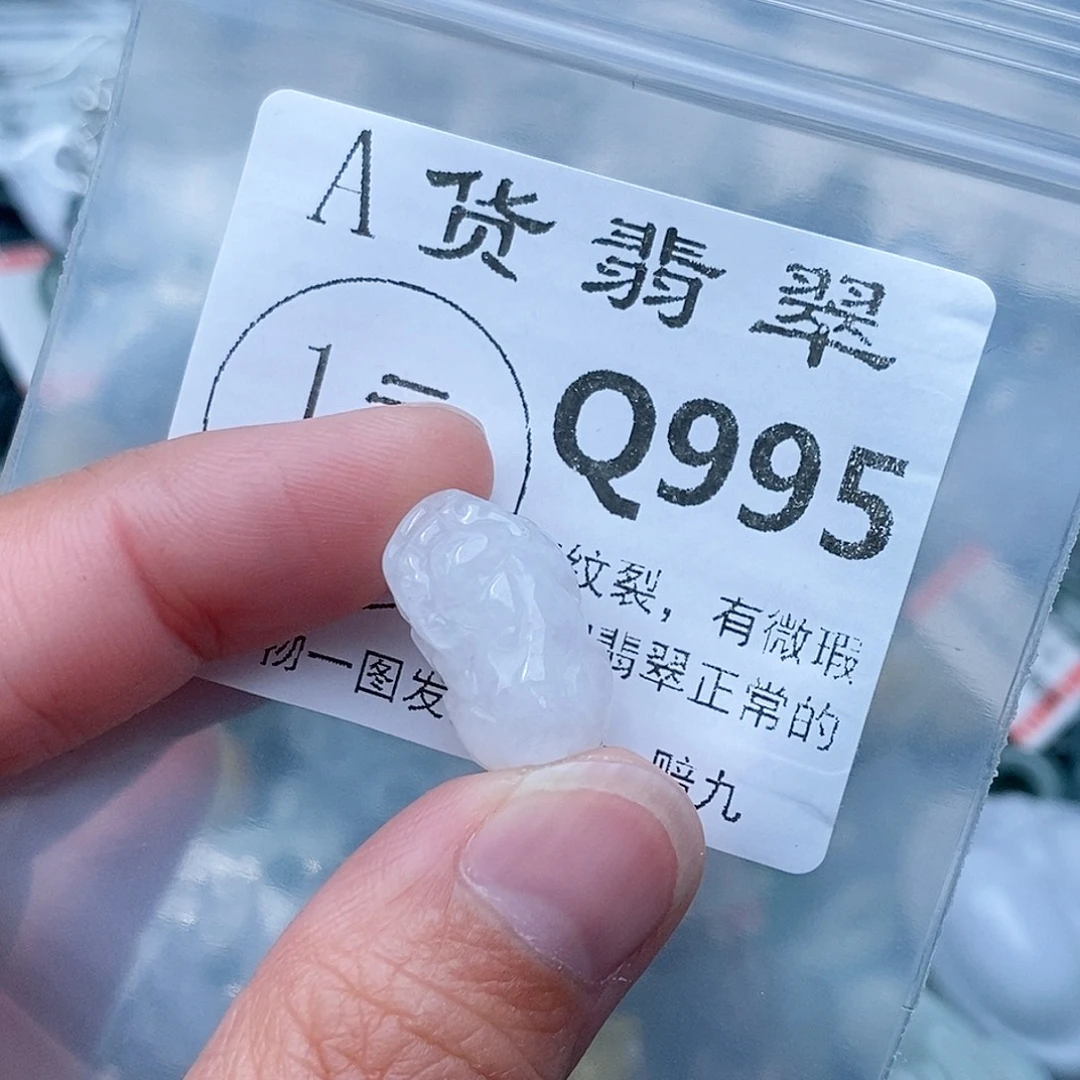 A货翡翠
1
Q995
纹裂，有微瑕
翡翠正常的
一图发
赔九